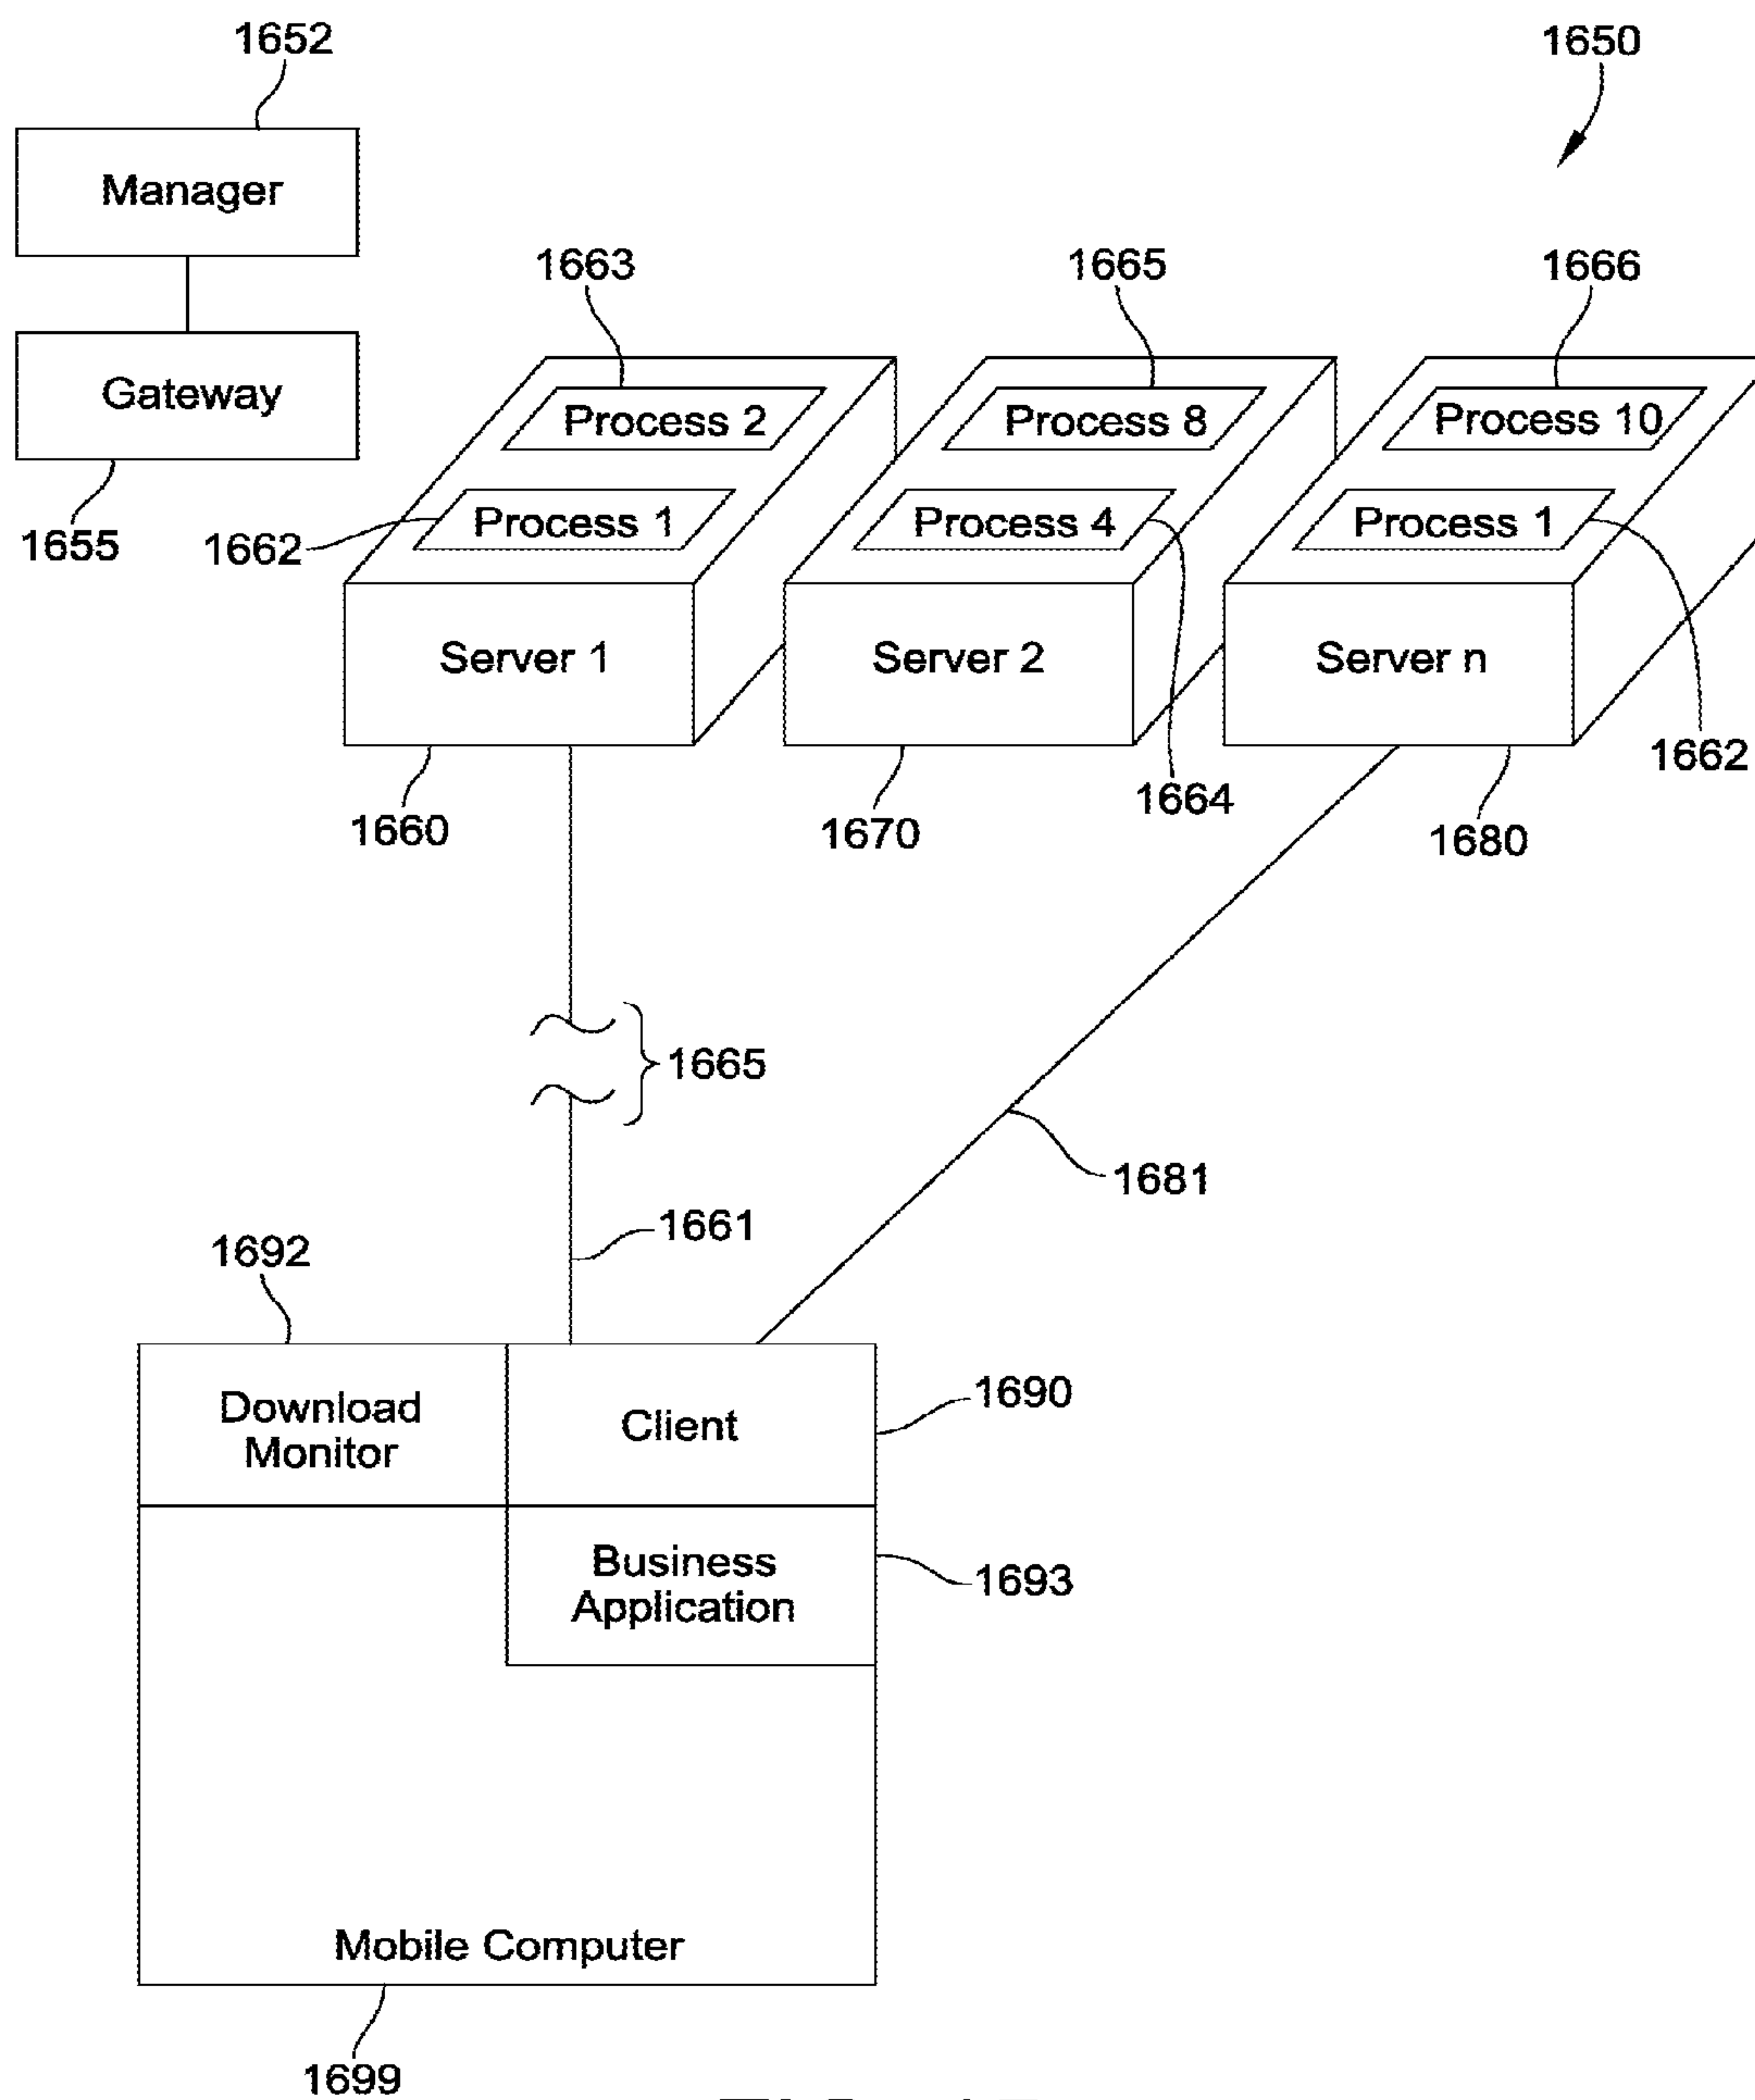 1652
1650
Manager
1663
1665
1666
Gateway
Process 2
Process 8
Process 10
1655
1662
Process 1
Process 4
Process 1
Server 1
Server 2
Server n
1660
1670
1664
1680
1662
1665
1681
1661
1692
Download
Monitor
Client
1690
Business
Application
1693
Mobile Computer
1699